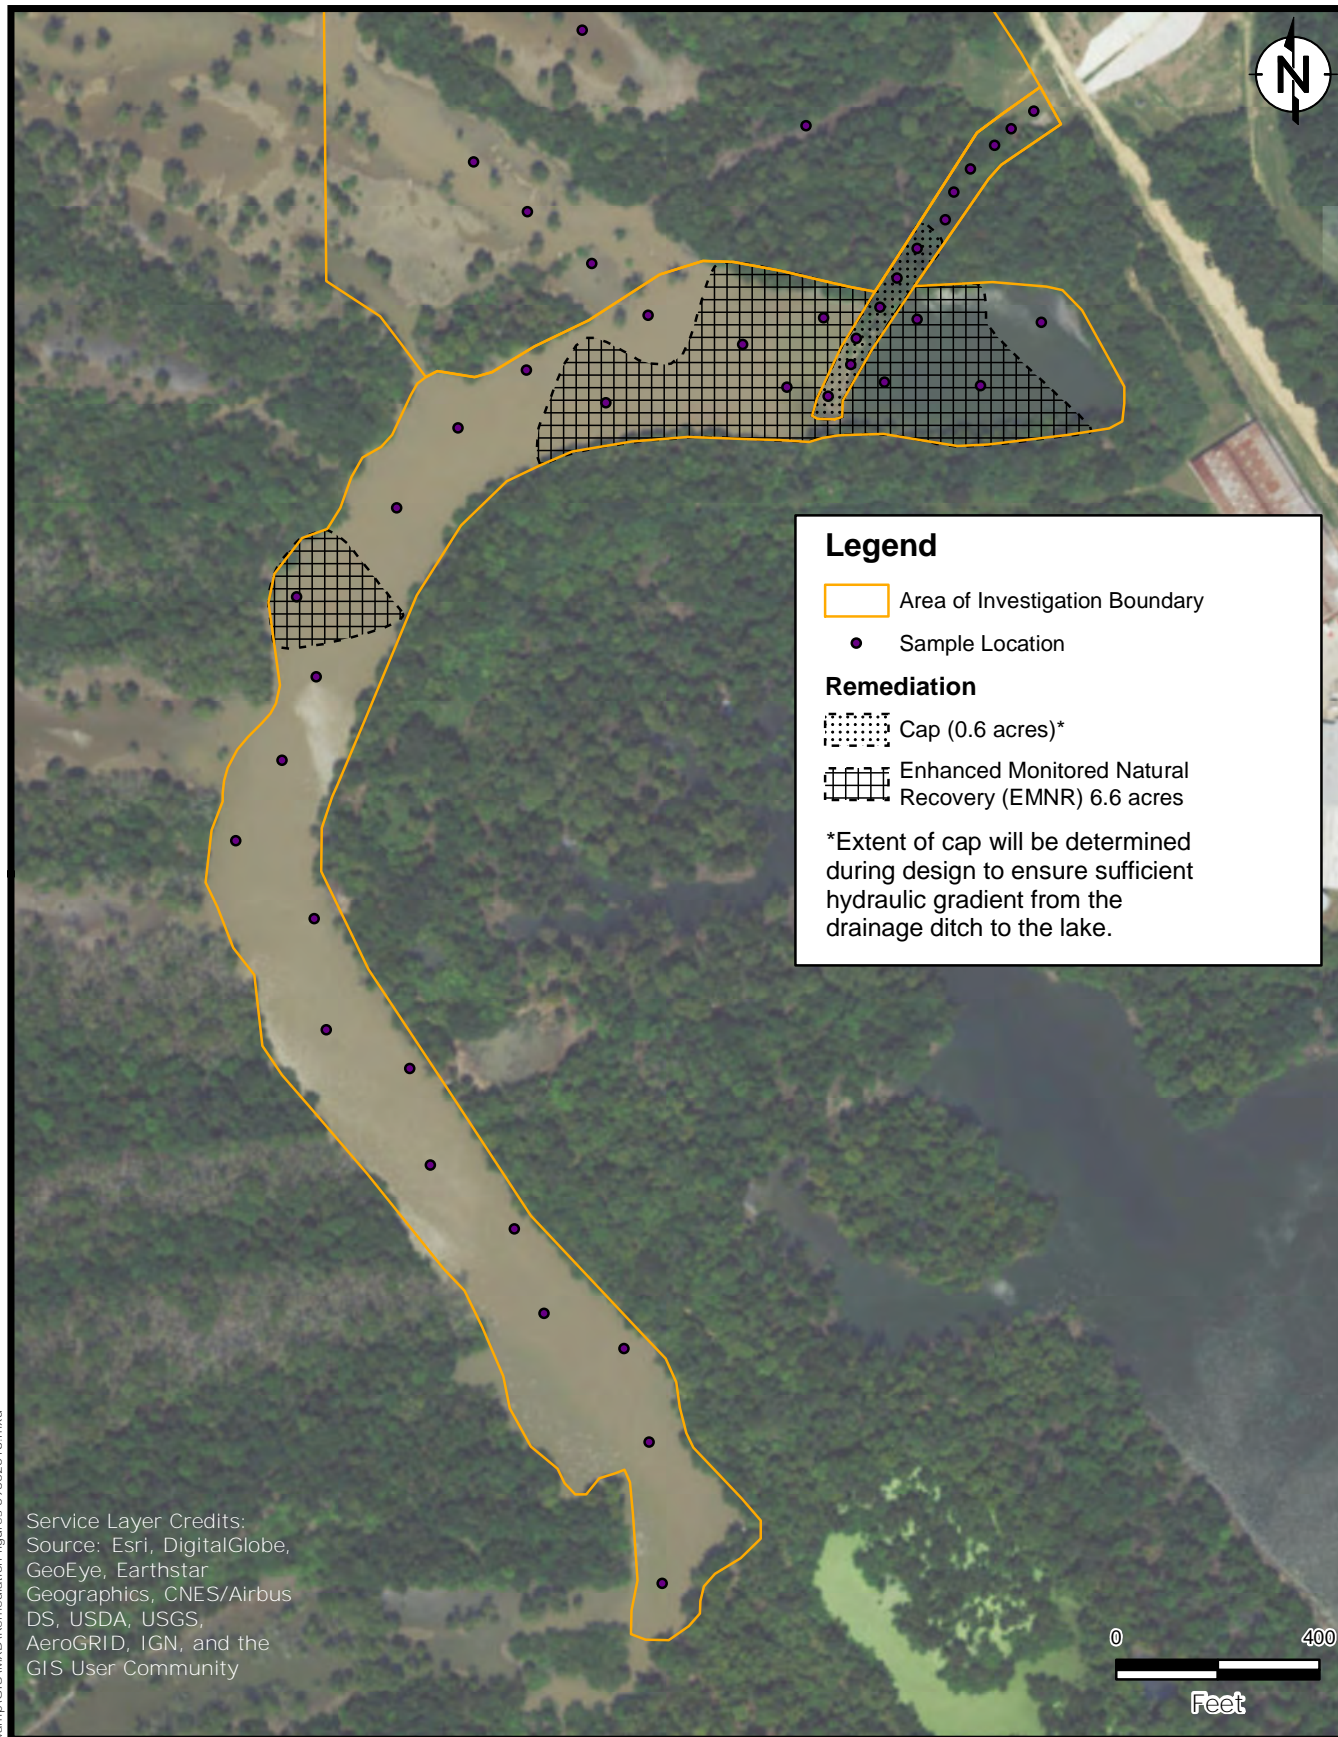 N
Legend
Area of Investigation Boundary
Sample Location
Remediation
Cap (0.6 acres)*
Enhanced Monitored Natural
Recovery (EMNR) 6.6 acres
*Extent of cap will be determined
during design to ensure sufficient
hydraulic gradient from the
drainage ditch to the lake.
Service Layer Credits:
Source: Esri, DigitalGlobe,
GeoEye, Earthstar
Geographics, CNES/Airbus
DS, USDA, USGS,
AeroGRID, IGN, and the
GIS User Community
0 400
Feet